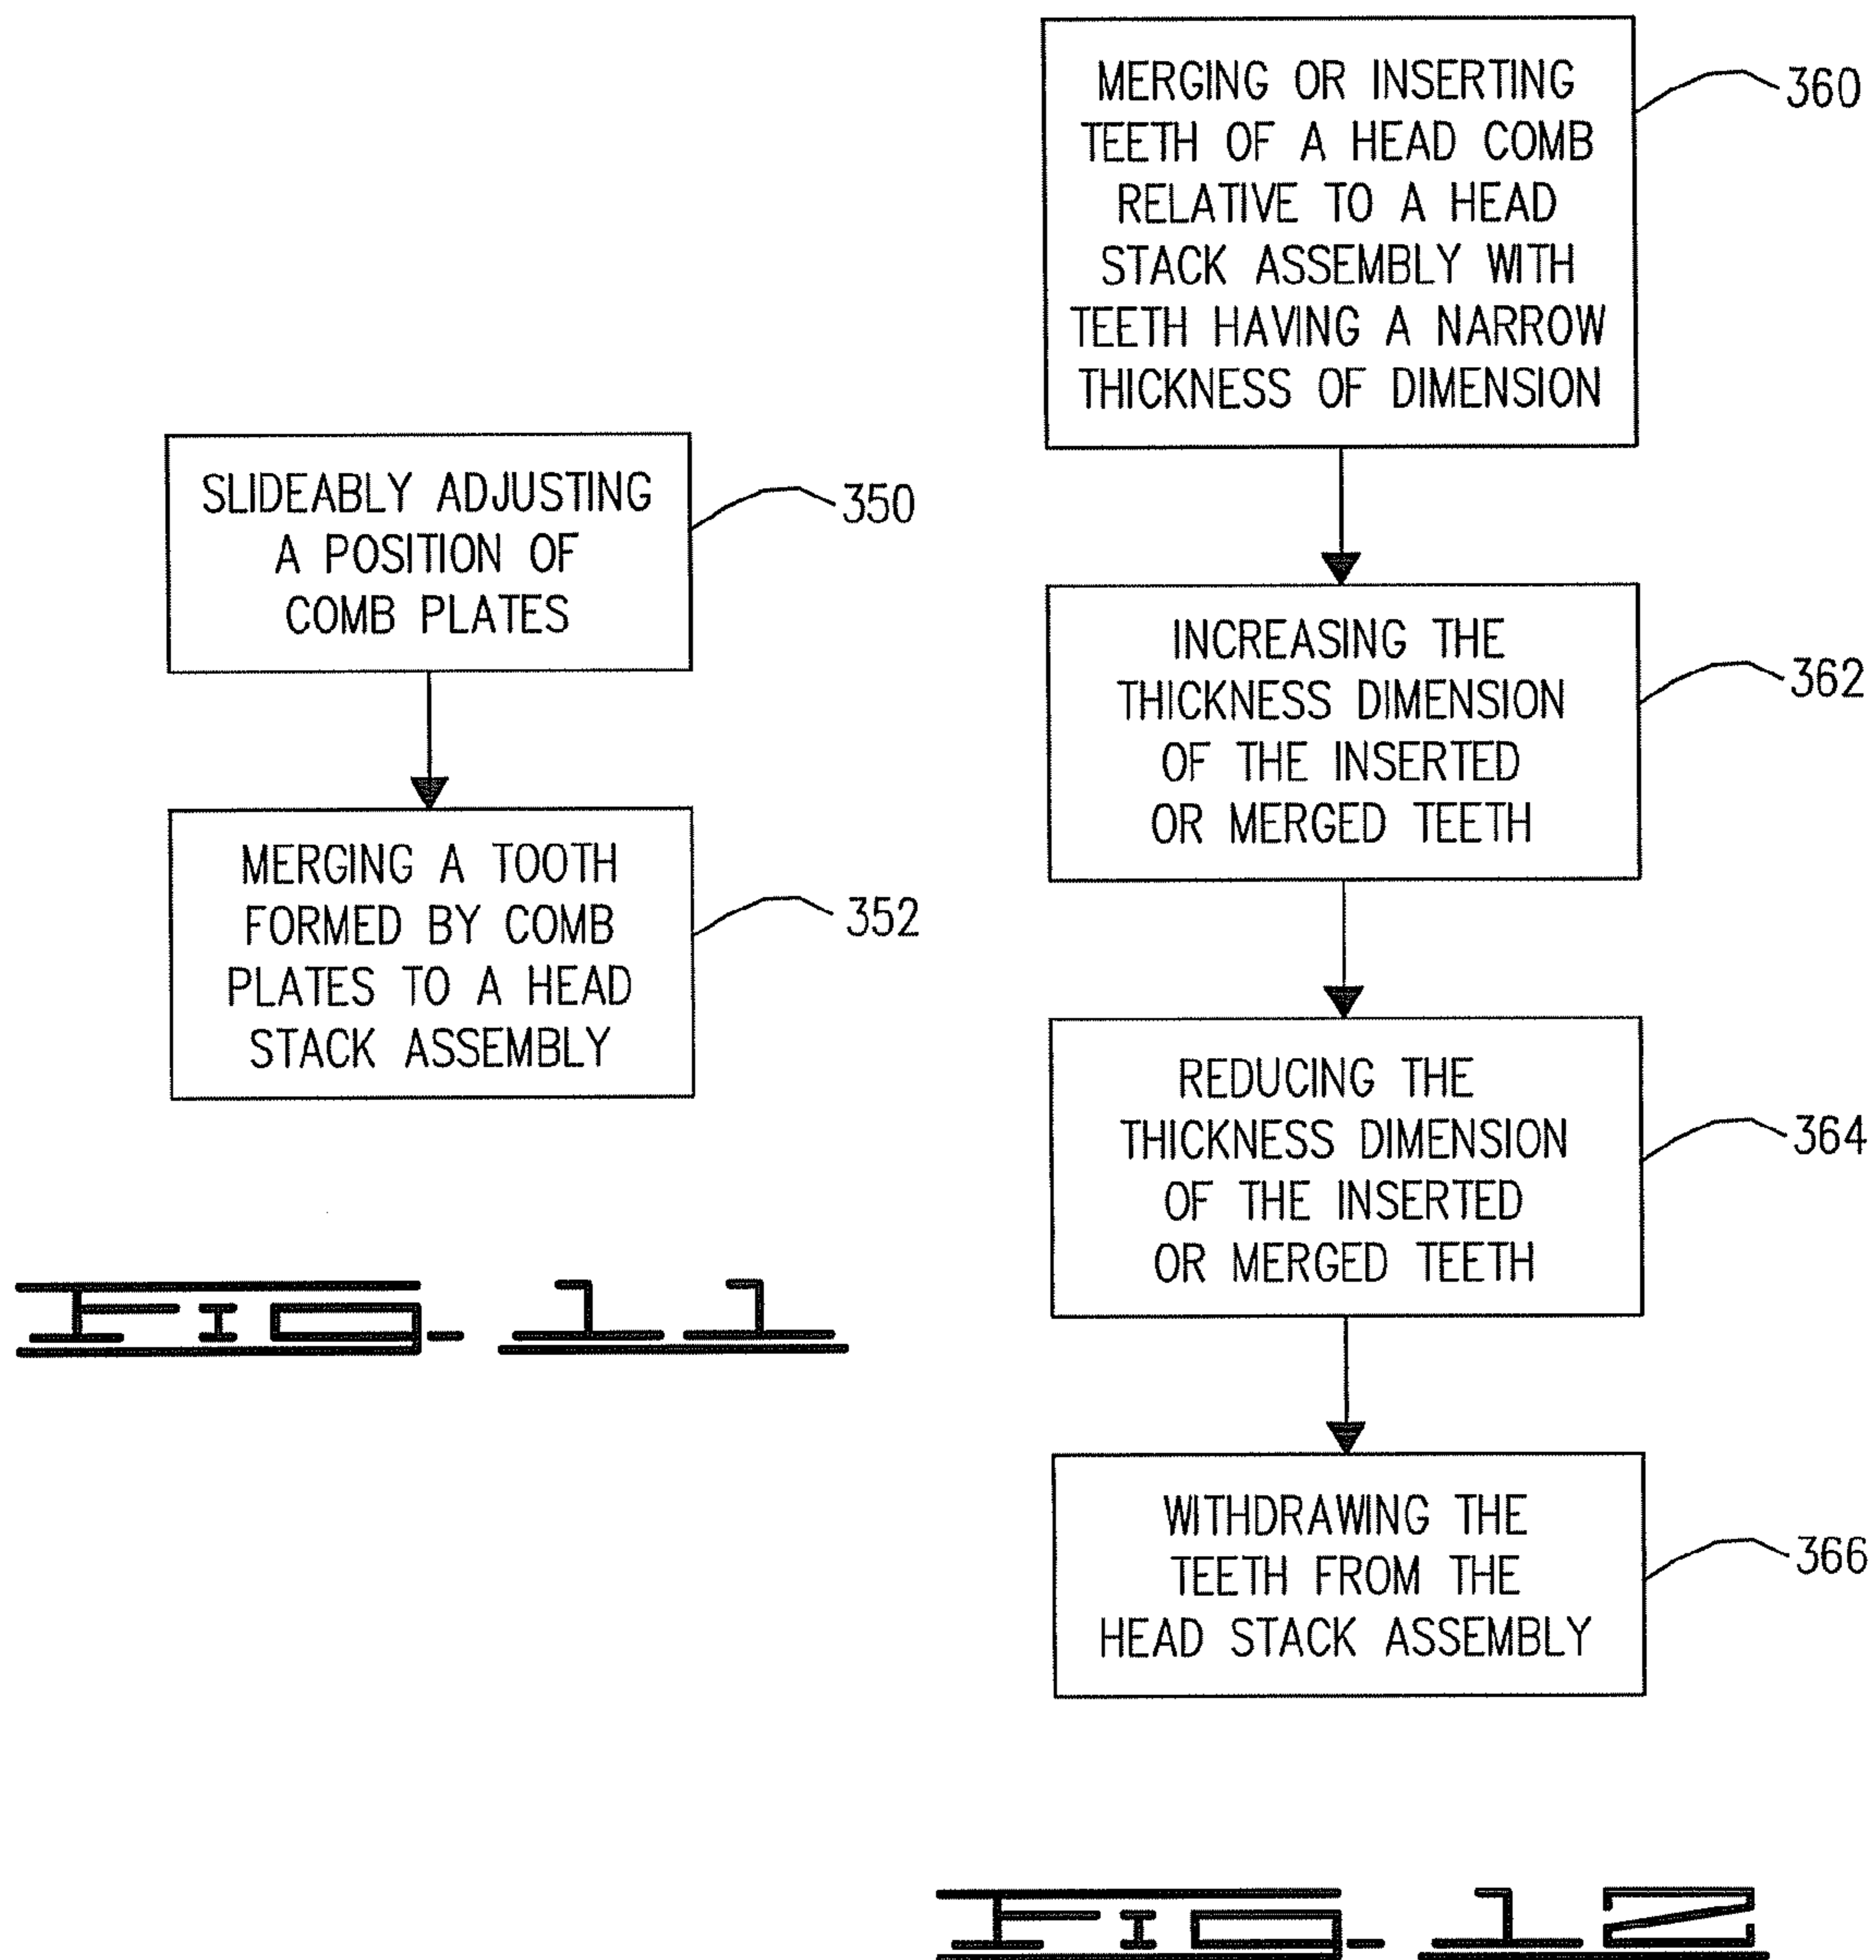 SLIDEABLY ADJUSTING
A POSITION OF
COMB PLATES
350
MERGING A TOOTH
FORMED BY COMB
PLATES TO A HEAD
STACK ASSEMBLY
352
FIG- 11
MERGING OR INSERTING
TEETH OF A HEAD COMB
RELATIVE TO A HEAD
STACK ASSEMBLY WITH
TEETH HAVING A NARROW
THICKNESS OF DIMENSION
360
INCREASING THE
THICKNESS DIMENSION
OF THE INSERTED
OR MERGED TEETH
362
REDUCING THE
THICKNESS DIMENSION
OF THE INSERTED
OR MERGED TEETH
364
WITHDRAWING THE
TEETH FROM THE
HEAD STACK ASSEMBLY
366
FIG- 12